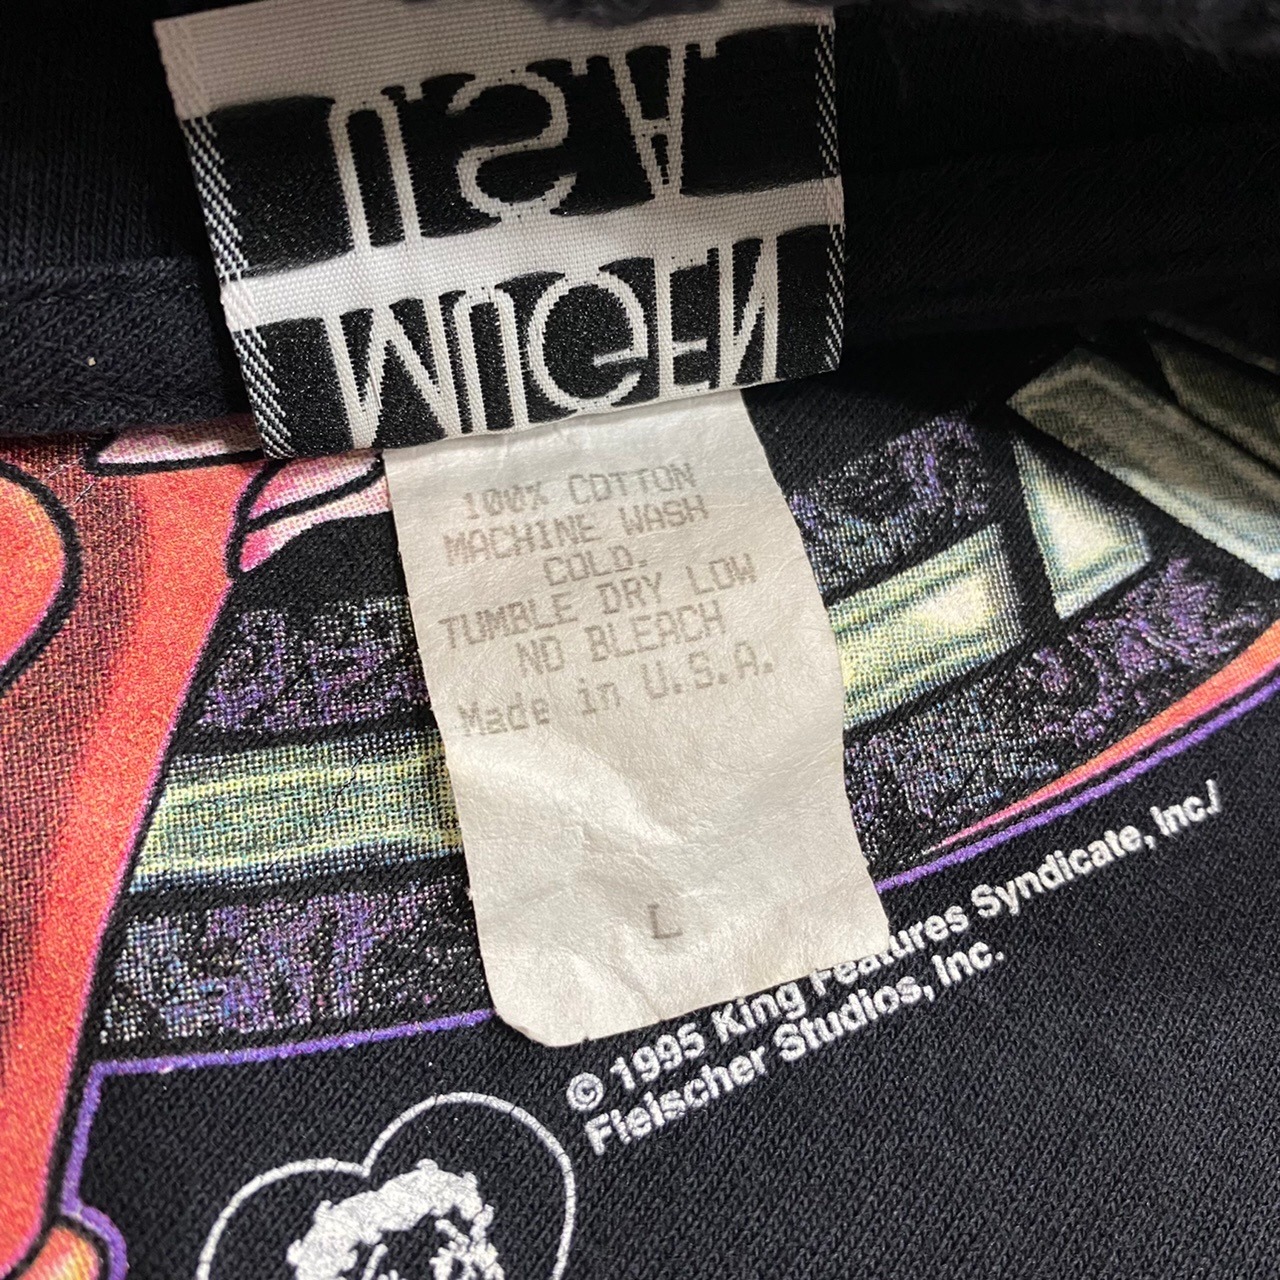 MUGEN
U.S.A.
100% COTTON
MACHINE WASH
COLD.
TUMBLE DRY LOW
NO BLEACH
Made in U.S.A.
L
© 1995 King Features Syndicate, Inc./
Fleischer Studios, Inc.